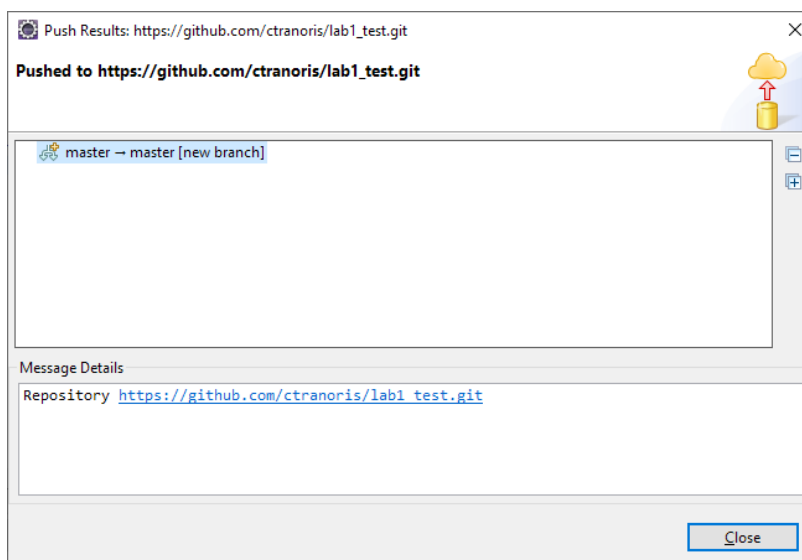 Push Results: https://github.com/ctranoris/lab1_test.git
Pushed to https://github.com/ctranoris/lab1_test.git
master → master [new branch]
Message Details
Repository https://github.com/ctranoris/lab1_test.git
Close